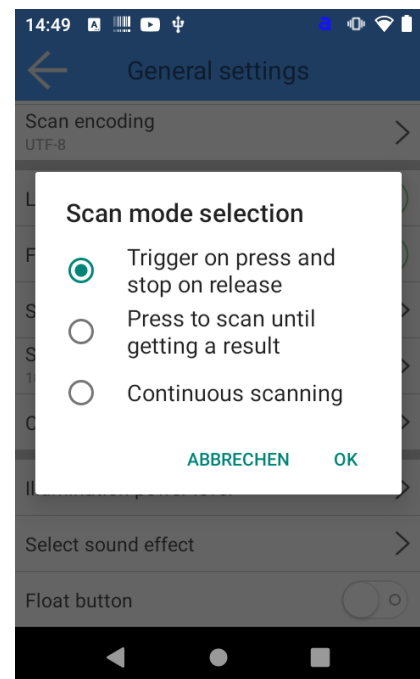 14:49
General settings
Scan encoding
UTF-8
Scan mode selection
Trigger on press and
stop on release
Press to scan until
getting a result
Continuous scanning
ABBRECHEN OK
Select sound effect
Float button